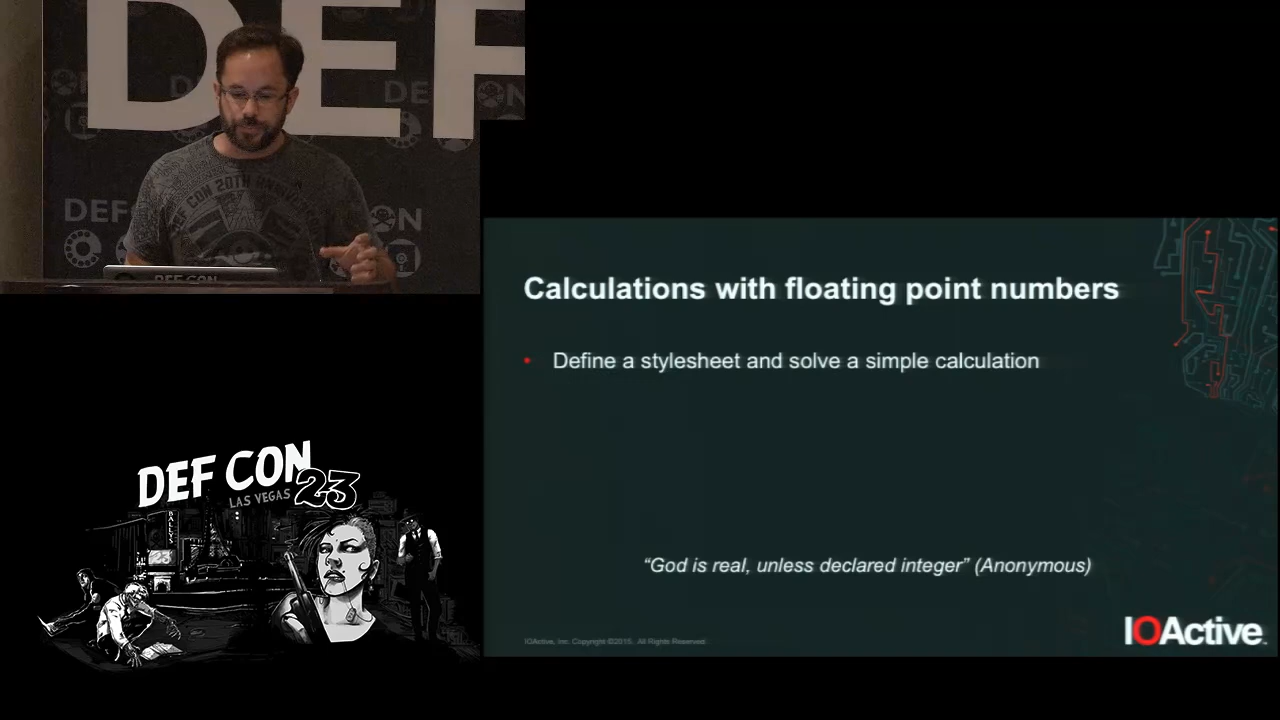 DEF
DEF CON
DEF CON 20TH ANNIVERSARY
DEF CON
Calculations with floating point numbers
• Define a stylesheet and solve a simple calculation
“God is real, unless declared integer” (Anonymous)
IOActive, Inc. Copyright ©2015. All Rights Reserved.
IOActive
DEF CON
23
LAS VEGAS
BALLYS